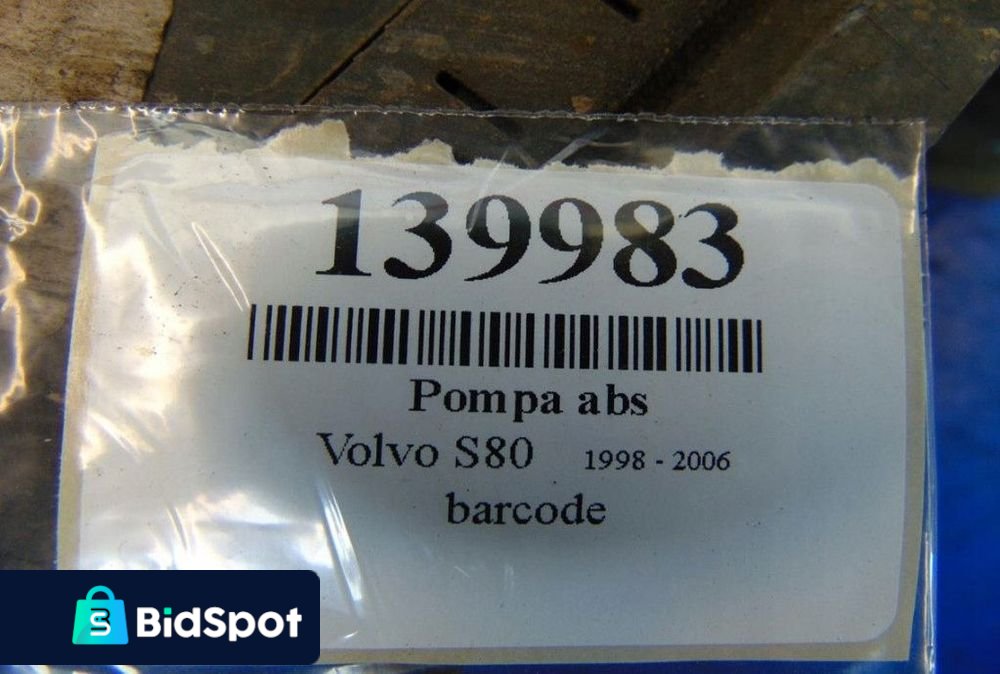 139983
Pompa abs
Volvo S80 1998 - 2006
barcode
BidSpot